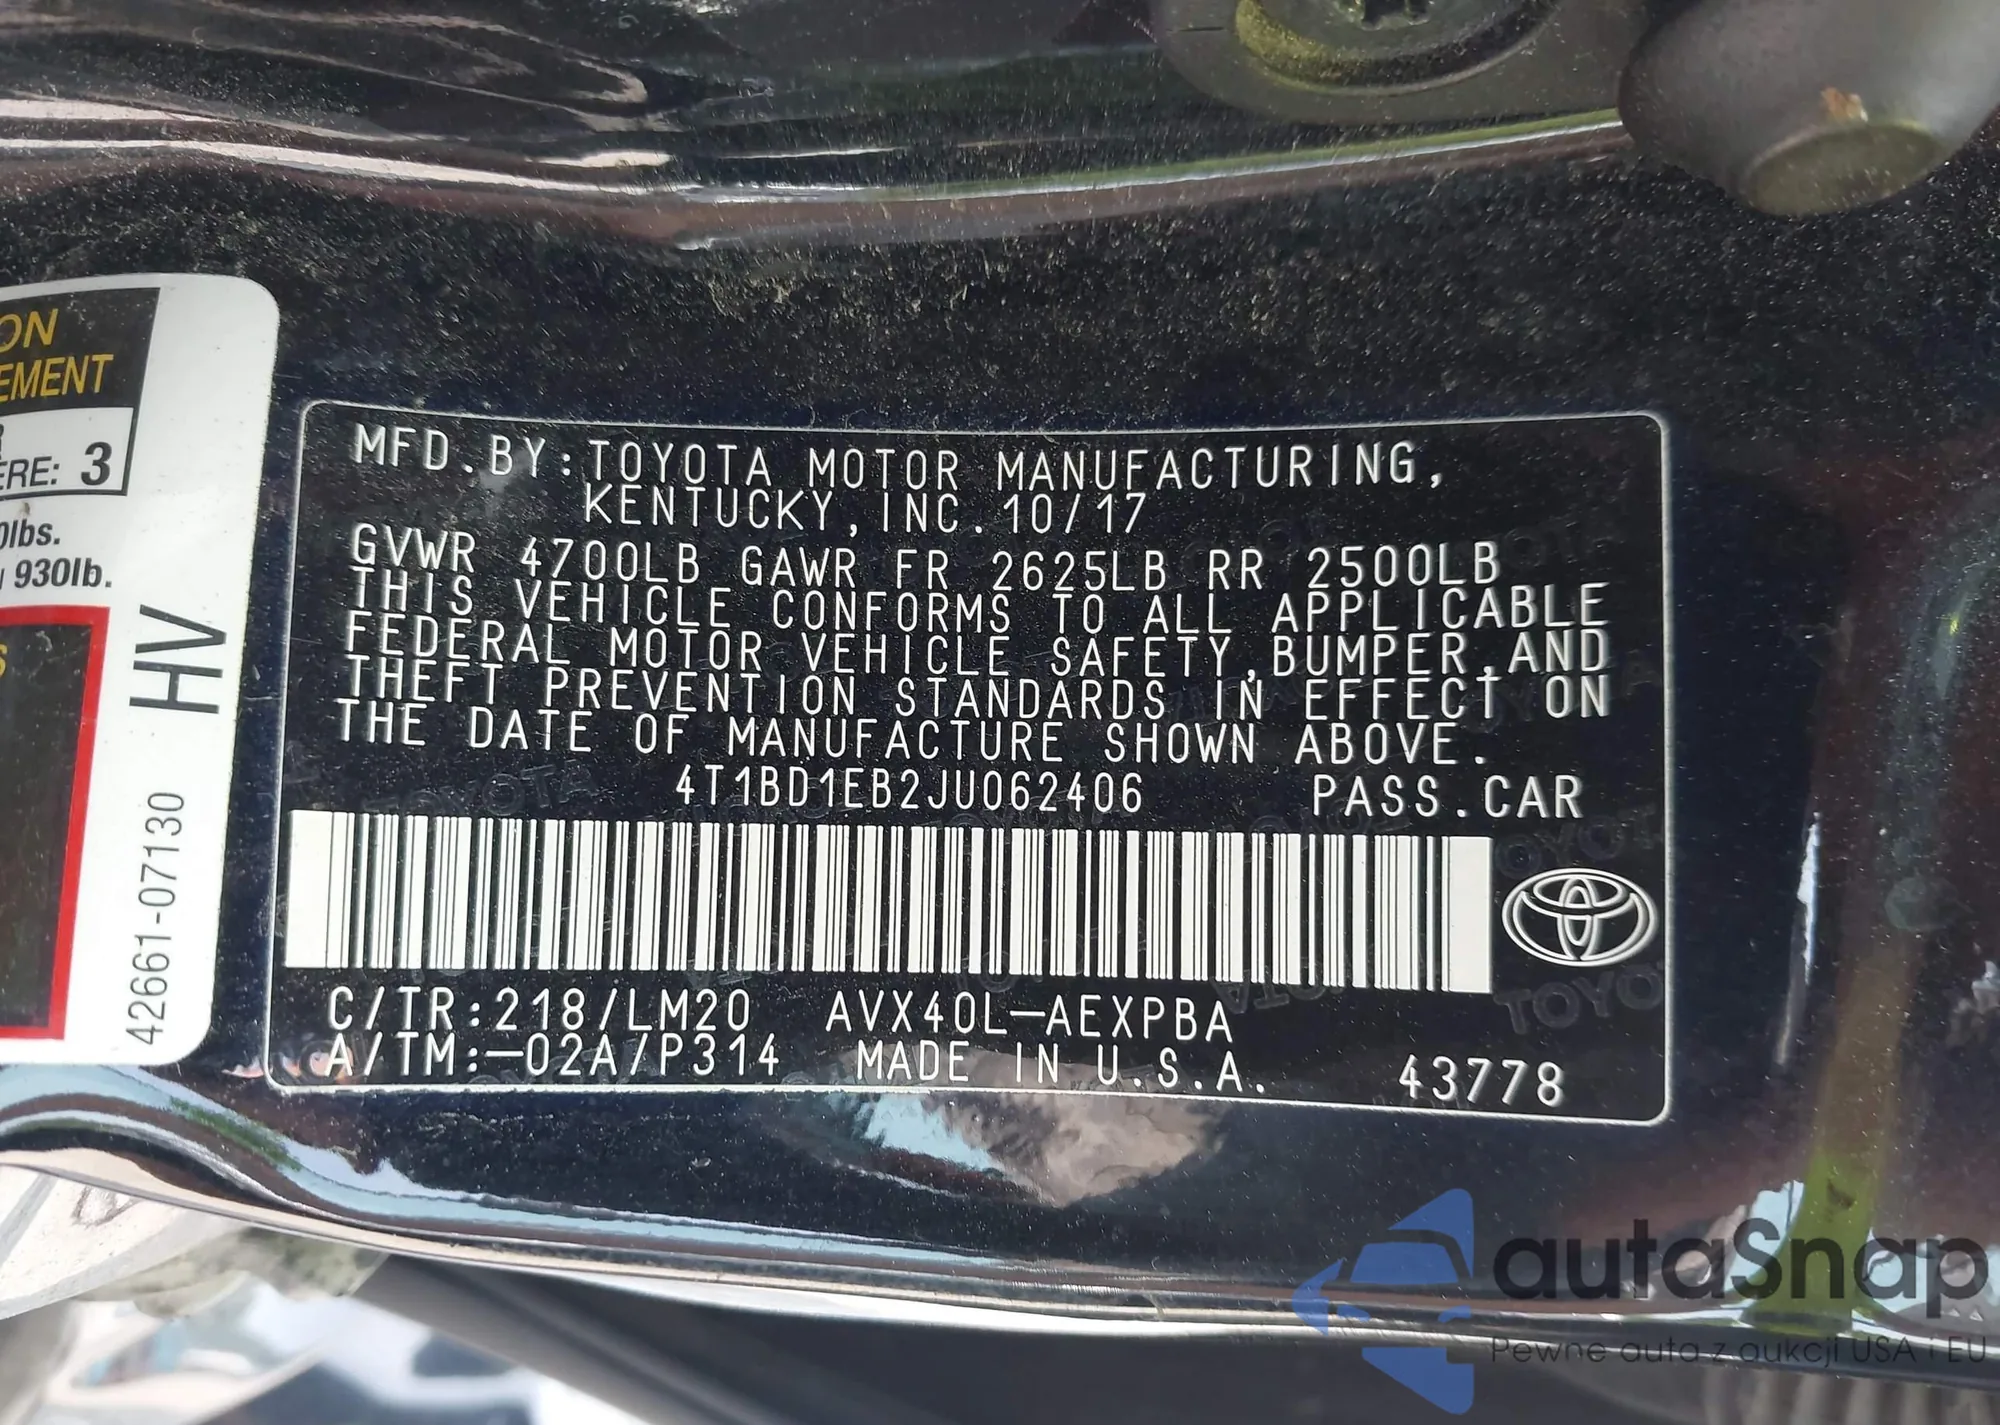 ON
EMENT
ERE: 3
0lbs.
930lb.
HV
42661-07130
MFD.BY:TOYOTA MOTOR MANUFACTURING,
KENTUCKY,INC.10/17
GVWR 4700LB GAWR FR 2625LB RR 2500LB
THIS VEHICLE CONFORMS TO ALL APPLICABLE
FEDERAL MOTOR VEHICLE SAFETY,BUMPER,AND
THEFT PREVENTION STANDARDS IN EFFECT ON
THE DATE OF MANUFACTURE SHOWN ABOVE.
4T1BD1EB2JU062406 PASS.CAR
C/TR:218/LM20 AVX40L-AEXPBA
A/TM:-02A/P314 MADE IN U.S.A. 43778
autaSnap
Pewne auta z aukcji USA i EU